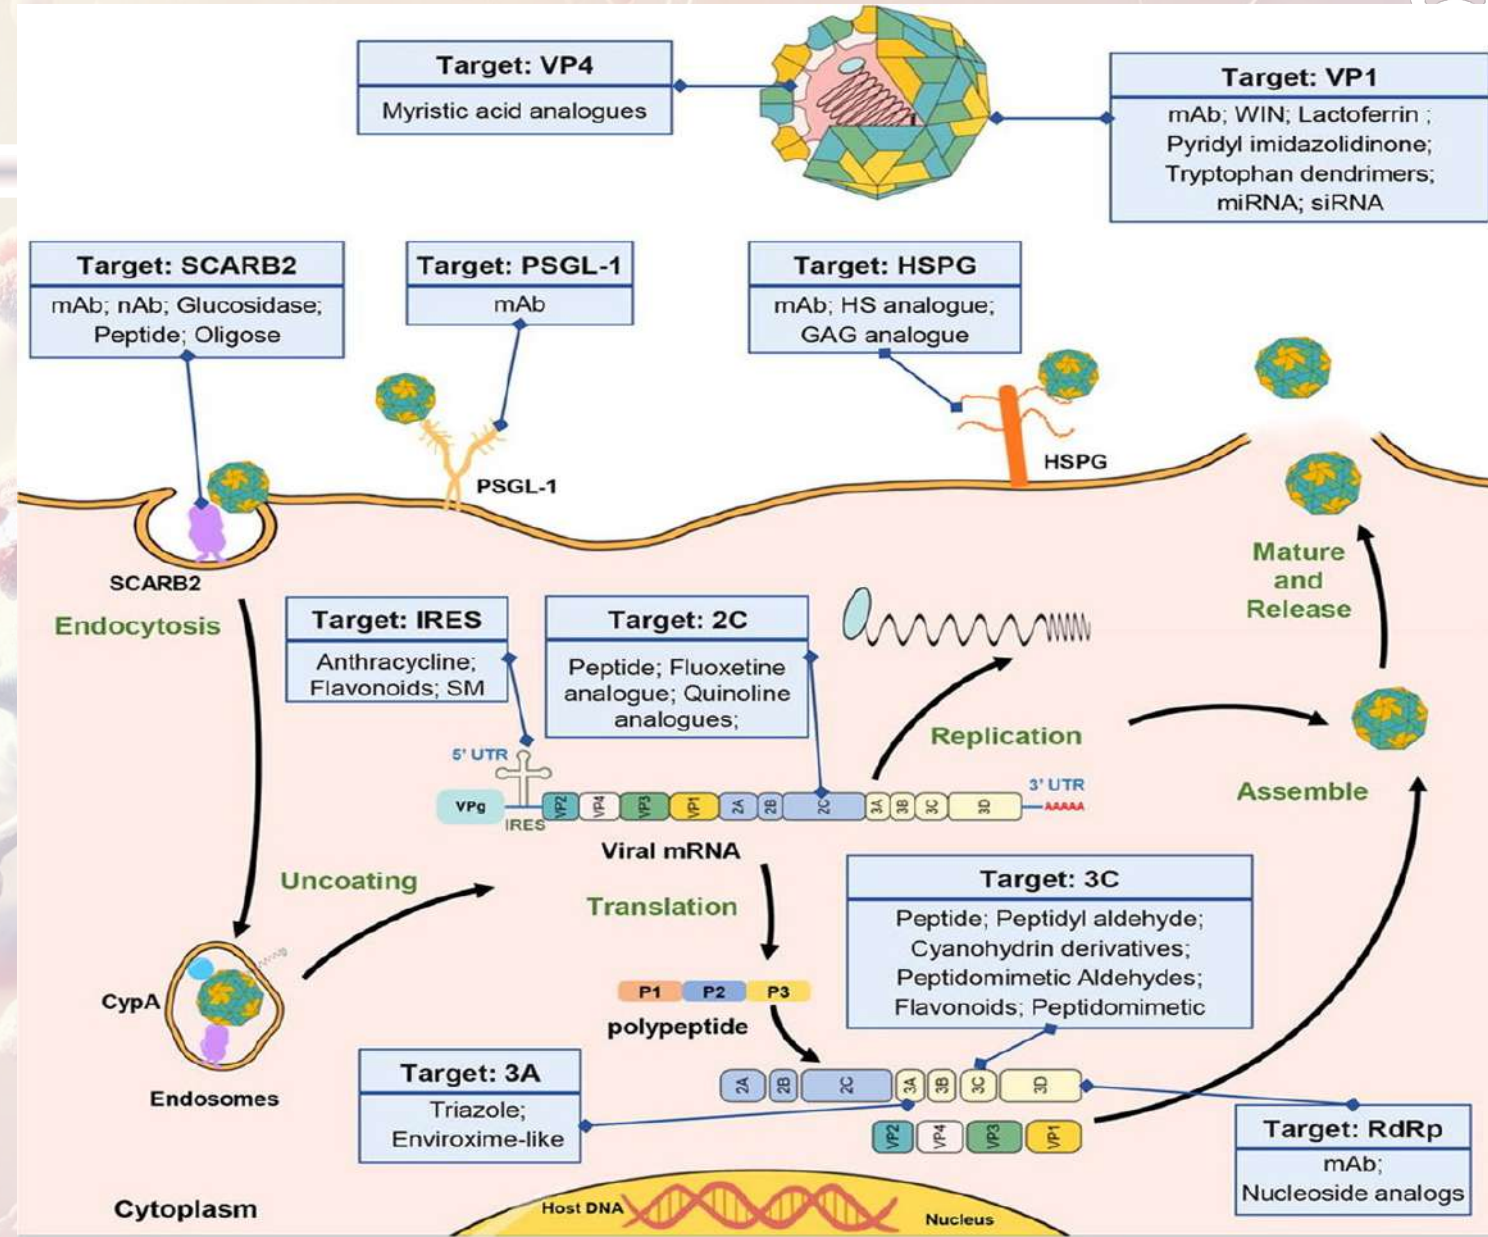 Target: VP4
Myristic acid analogues
Target: VP1
mAb; WIN; Lactoferrin ;
Pyridyl imidazolidinone;
Tryptophan dendrimers;
miRNA; siRNA
Target: SCARB2
mAb; nAb; Glucosidase;
Peptide; Oligose
Target: PSGL-1
mAb
Target: HSPG
mAb; HS analogue;
GAG analogue
HSPG
PSGL-1
SCARB2
Endocytosis
Mature
and
Release
Target: IRES
Anthracycline;
Flavonoids; SM
Target: 2C
Peptide; Fluoxetine
analogue; Quinoline
analogues;
Replication
Assemble
5' UTR
3' UTR
VPg
IRES
VP2
VP4
VP3
VP1
2A
2B
2C
3A
3B
3C
3D
AAAAA
Viral mRNA
Uncoating
Translation
Target: 3C
Peptide; Peptidyl aldehyde;
Cyanohydrin derivatives;
Peptidomimetic Aldehydes;
Flavonoids; Peptidomimetic
P1
P2
P3
polypeptide
CypA
Endosomes
Target: 3A
Triazole;
Enviroxime-like
2A
2B
2C
3A
3B
3C
3D
VP2
VP4
VP3
VP1
Target: RdRp
mAb;
Nucleoside analogs
Cytoplasm
Host DNA
Nucleus